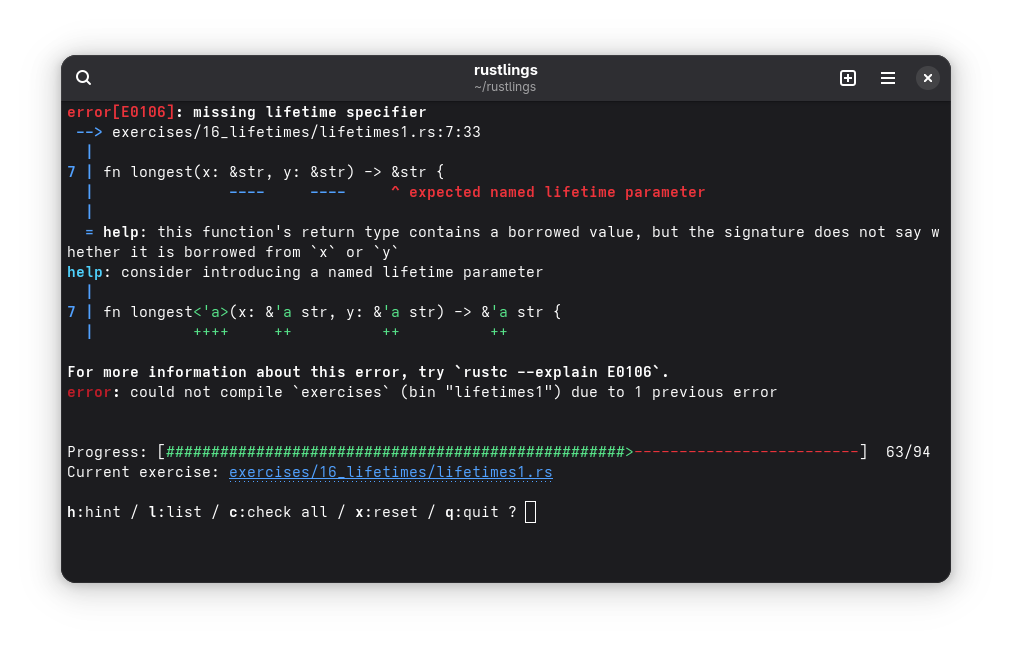 rustlings
~/rustlings
error[E0106]: missing lifetime specifier
 --> exercises/16_lifetimes/lifetimes1.rs:7:33
  |
7 | fn longest(x: &str, y: &str) -> &str {
  |               ----     ----     ^ expected named lifetime parameter
  |
  = help: this function's return type contains a borrowed value, but the signature does not say w
hether it is borrowed from `x` or `y`
help: consider introducing a named lifetime parameter
  |
7 | fn longest<'a>(x: &'a str, y: &'a str) -> &'a str {
  |           ++++     ++          ++          ++

For more information about this error, try `rustc --explain E0106`.
error: could not compile `exercises` (bin "lifetimes1") due to 1 previous error

Progress: [###################################################>-------------------------]  63/94
Current exercise: exercises/16_lifetimes/lifetimes1.rs

h:hint / l:list / c:check all / x:reset / q:quit ?